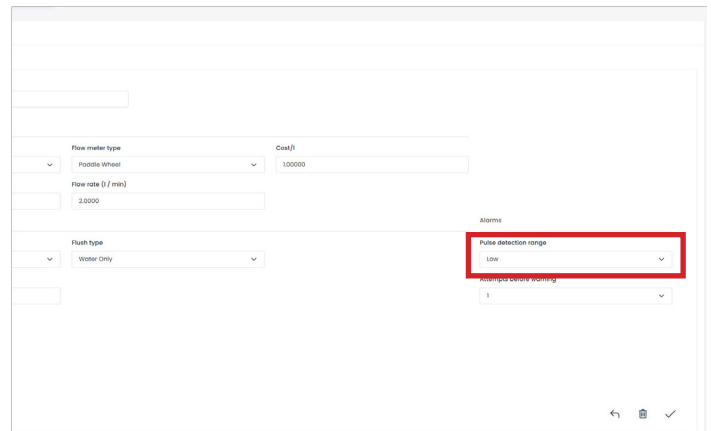 Flow meter type
Cost/l
Paddle Wheel
1.00000
Flow rate (l / min)
2.0000
Alarms
Flush type
Pulse detection range
Water Only
Low
Attempts before warning
1